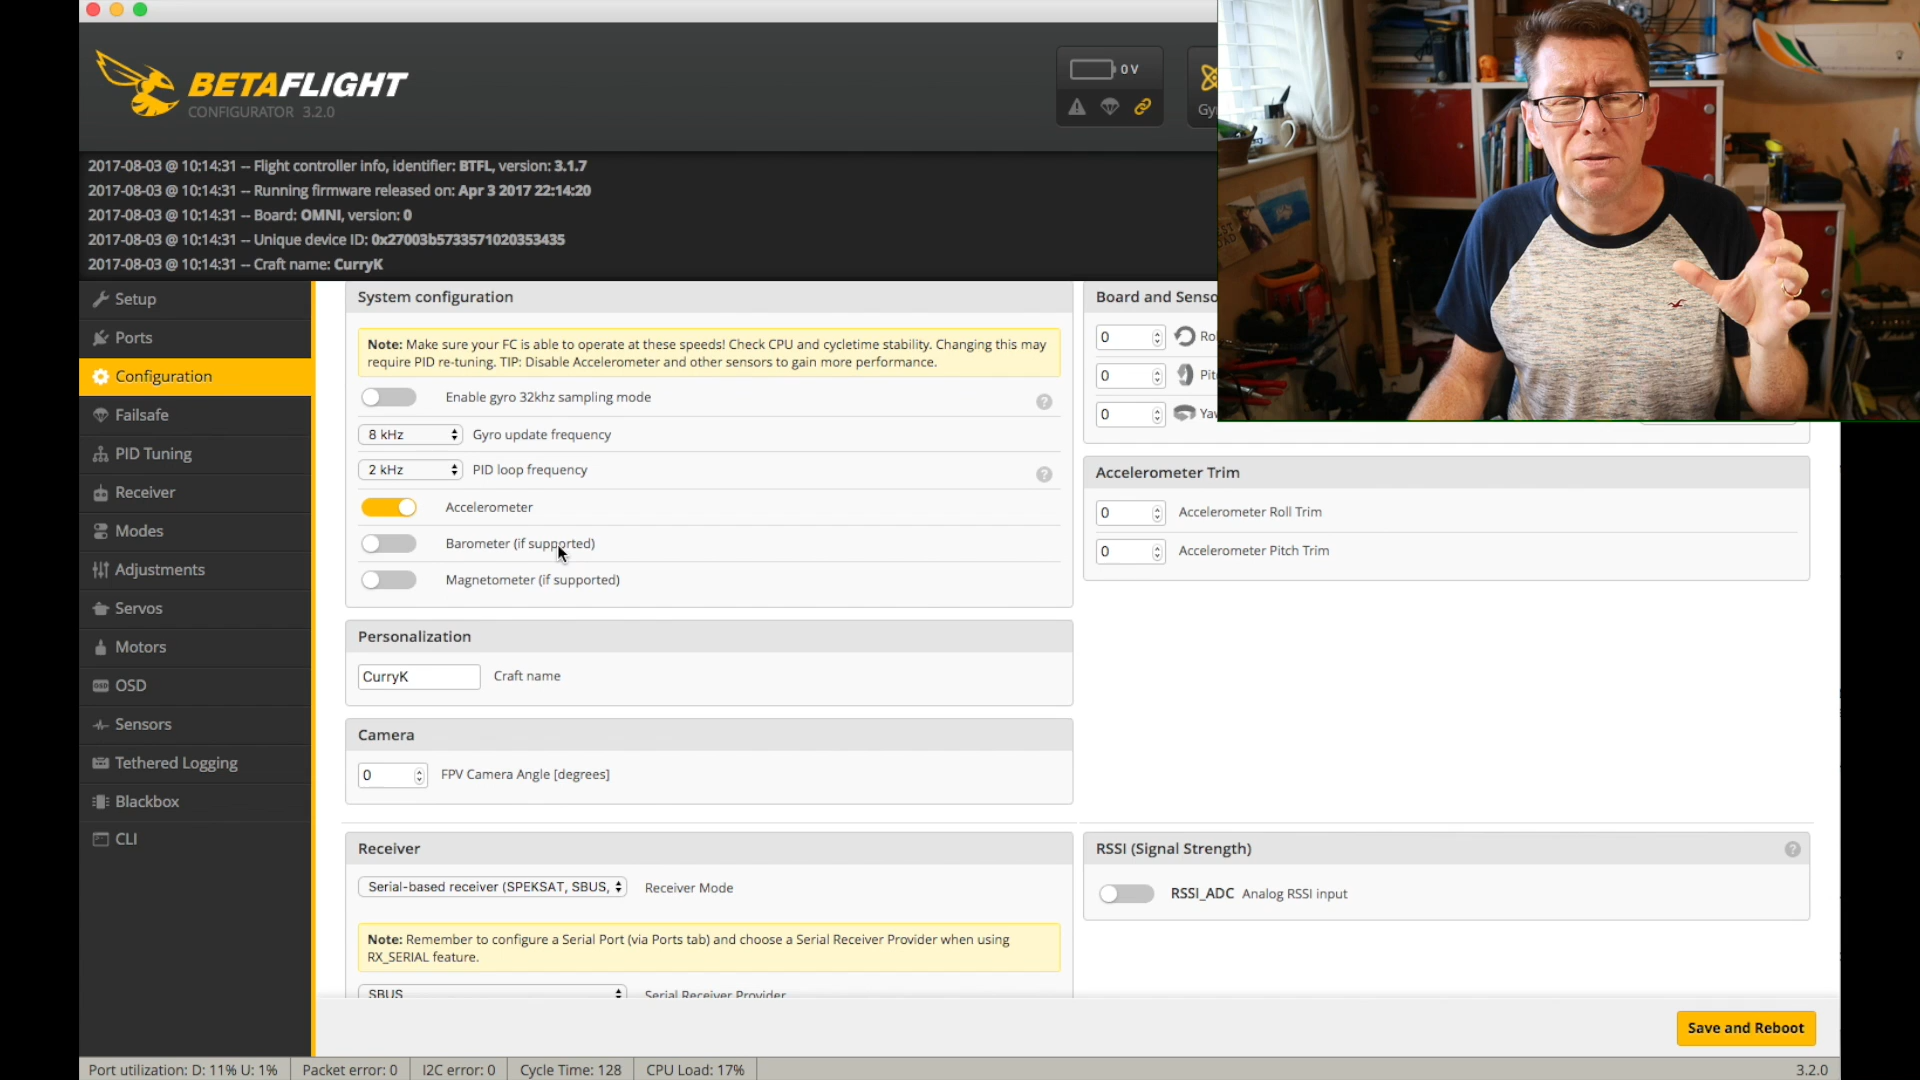 BETAFLIGHT
CONFIGURATOR 3.2.0
0 V
2017-08-03 @ 10:14:31 -- Flight controller info, identifier: BTFL, version: 3.1.7
2017-08-03 @ 10:14:31 -- Running firmware released on: Apr 3 2017 22:14:20
2017-08-03 @ 10:14:31 -- Board: OMNI, version: 0
2017-08-03 @ 10:14:31 -- Unique device ID: 0x27003b5733571020353435
2017-08-03 @ 10:14:31 -- Craft name: CurryK
Setup
Ports
Configuration
Failsafe
PID Tuning
Receiver
Modes
Adjustments
Servos
Motors
OSD
Sensors
Tethered Logging
Blackbox
CLI
System configuration
Note: Make sure your FC is able to operate at these speeds! Check CPU and cycletime stability. Changing this may
require PID re-tuning. TIP: Disable Accelerometer and other sensors to gain more performance.
Enable gyro 32khz sampling mode
8 kHz Gyro update frequency
2 kHz PID loop frequency
Accelerometer
Barometer (if supported)
Magnetometer (if supported)
Personalization
CurryK Craft name
Camera
0 FPV Camera Angle [degrees]
Receiver
Serial-based receiver (SPEKSAT, SBUS, Receiver Mode
Note: Remember to configure a Serial Port (via Ports tab) and choose a Serial Receiver Provider when using
RX_SERIAL feature.
SBUS Serial Receiver Provider
Board and Senso
0 Ro
0 Pit
0 Yaw
Accelerometer Trim
0 Accelerometer Roll Trim
0 Accelerometer Pitch Trim
RSSI (Signal Strength)
RSSI_ADC Analog RSSI input
Save and Reboot
Port utilization: D: 11% U: 1% Packet error: 0 I2C error: 0 Cycle Time: 128 CPU Load: 17% 3.2.0